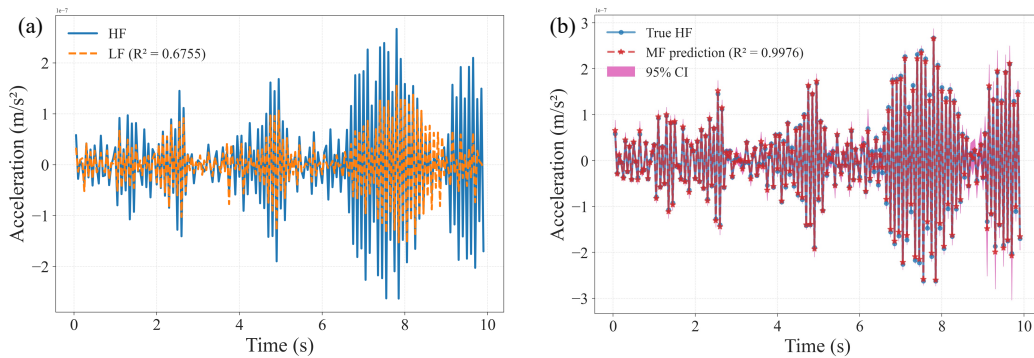 (a)
1e−7
HF
LF (R² = 0.6755)
2
1
0
−1
−2
Acceleration (m/s²)
0 2 4 6 8 10
Time (s)
(b)
1e−7
True HF
MF prediction (R² = 0.9976)
95% CI
3
2
1
0
−1
−2
−3
Acceleration (m/s²)
0 2 4 6 8 10
Time (s)